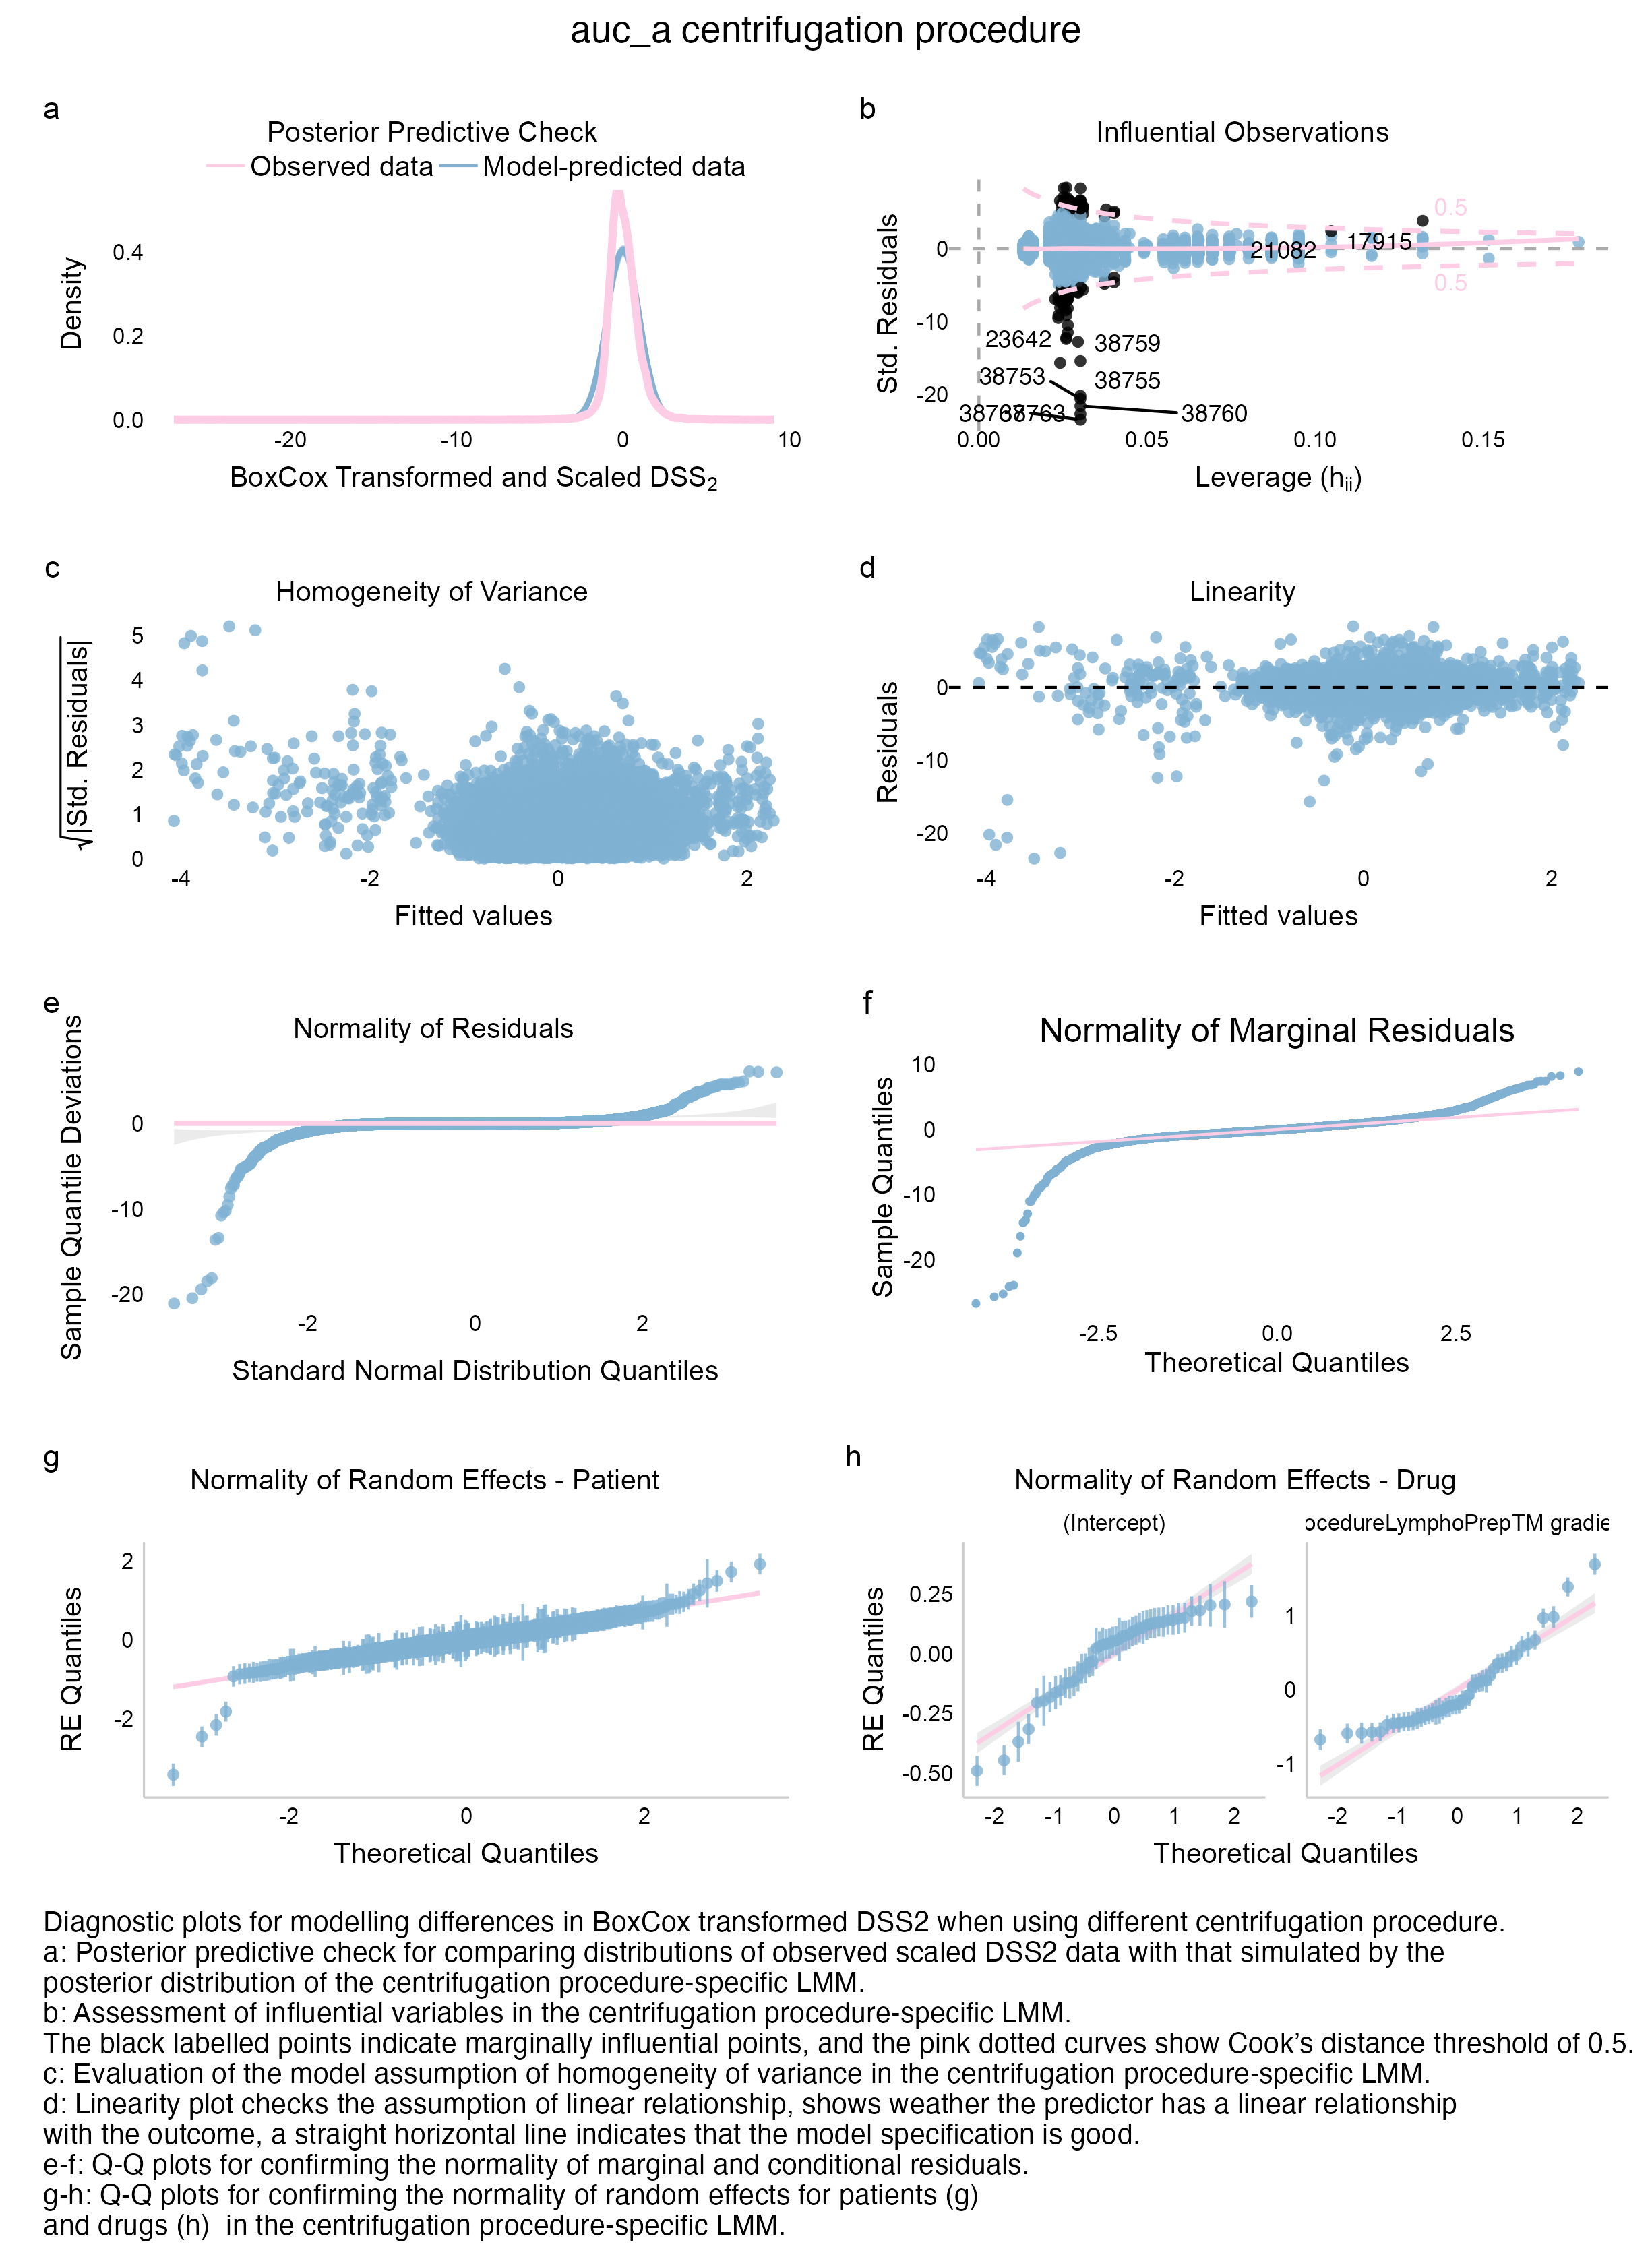 auc_a centrifugation procedure
a
Posterior Predictive Check
Observed data Model-predicted data
Density
0.4
0.2
0.0
-20 -10 0 10
BoxCox Transformed and Scaled DSS2
b
Influential Observations
Std. Residuals
0
-10
-20
0.5
0.5
21082
17915
23642
38759
38753
38755
38763
38760
0.00 0.05 0.10 0.15
Leverage (hii)
c
Homogeneity of Variance
√|Std. Residuals|
5
4
3
2
1
0
-4 -2 0 2
Fitted values
d
Linearity
Residuals
0
-10
-20
-4 -2 0 2
Fitted values
e
Normality of Residuals
Sample Quantile Deviations
0
-10
-20
-2 0 2
Standard Normal Distribution Quantiles
f
Normality of Marginal Residuals
Sample Quantiles
10
0
-10
-20
-2.5 0.0 2.5
Theoretical Quantiles
g
Normality of Random Effects - Patient
RE Quantiles
2
0
-2
-2 0 2
Theoretical Quantiles
h
Normality of Random Effects - Drug
(Intercept)
ocedureLymphoPrepTM gradie
RE Quantiles
0.25
0.00
-0.25
-0.50
-2 -1 0 1 2
1
0
-1
-2 -1 0 1 2
Theoretical Quantiles
Diagnostic plots for modelling differences in BoxCox transformed DSS2 when using different centrifugation procedure.
a: Posterior predictive check for comparing distributions of observed scaled DSS2 data with that simulated by the
posterior distribution of the centrifugation procedure-specific LMM.
b: Assessment of influential variables in the centrifugation procedure-specific LMM.
The black labelled points indicate marginally influential points, and the pink dotted curves show Cook's distance threshold of 0.5.
c: Evaluation of the model assumption of homogeneity of variance in the centrifugation procedure-specific LMM.
d: Linearity plot checks the assumption of linear relationship, shows weather the predictor has a linear relationship
with the outcome, a straight horizontal line indicates that the model specification is good.
e-f: Q-Q plots for confirming the normality of marginal and conditional residuals.
g-h: Q-Q plots for confirming the normality of random effects for patients (g)
and drugs (h)  in the centrifugation procedure-specific LMM.